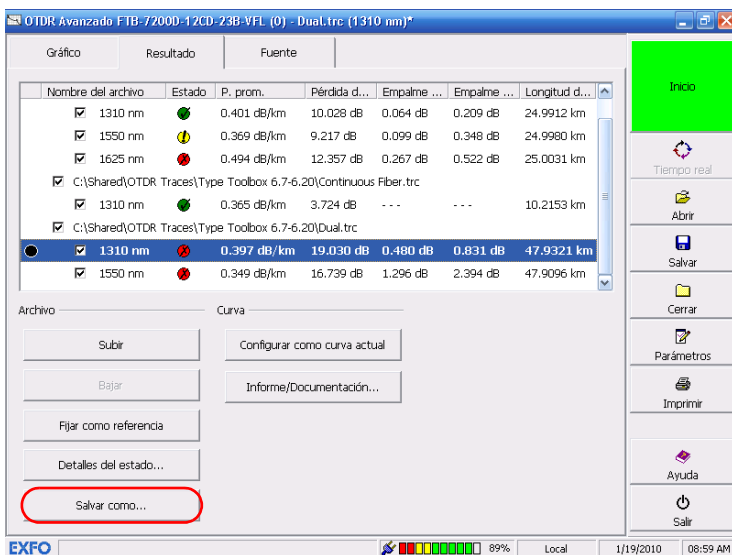 OTDR Avanzado FTB-7200D-12CD-23B-VFL (0) - Dual.trc (1310 nm)*
Gráfico Resultado Fuente
Nombre del archivo Estado P. prom. Pérdida d... Empalme ... Empalme ... Longitud d...
1310 nm 0.401 dB/km 10.028 dB 0.064 dB 0.209 dB 24.9912 km
1550 nm 0.369 dB/km 9.217 dB 0.099 dB 0.348 dB 24.9980 km
1625 nm 0.494 dB/km 12.357 dB 0.267 dB 0.522 dB 25.0031 km
C:\Shared\OTDR Traces\Type Toolbox 6.7-6.20\Continuous Fiber.trc
1310 nm 0.365 dB/km 3.724 dB --- --- 10.2153 km
C:\Shared\OTDR Traces\Type Toolbox 6.7-6.20\Dual.trc
1310 nm 0.397 dB/km 19.030 dB 0.480 dB 0.831 dB 47.9321 km
1550 nm 0.349 dB/km 16.739 dB 1.296 dB 2.394 dB 47.9096 km
Archivo
Subir
Bajar
Fijar como referencia
Detalles del estado...
Salvar como...
Curva
Configurar como curva actual
Informe/Documentación...
Inicio
Tiempo real
Abrir
Salvar
Cerrar
Parámetros
Imprimir
Ayuda
Salir
EXFO 89% Local 1/19/2010 08:59 AM